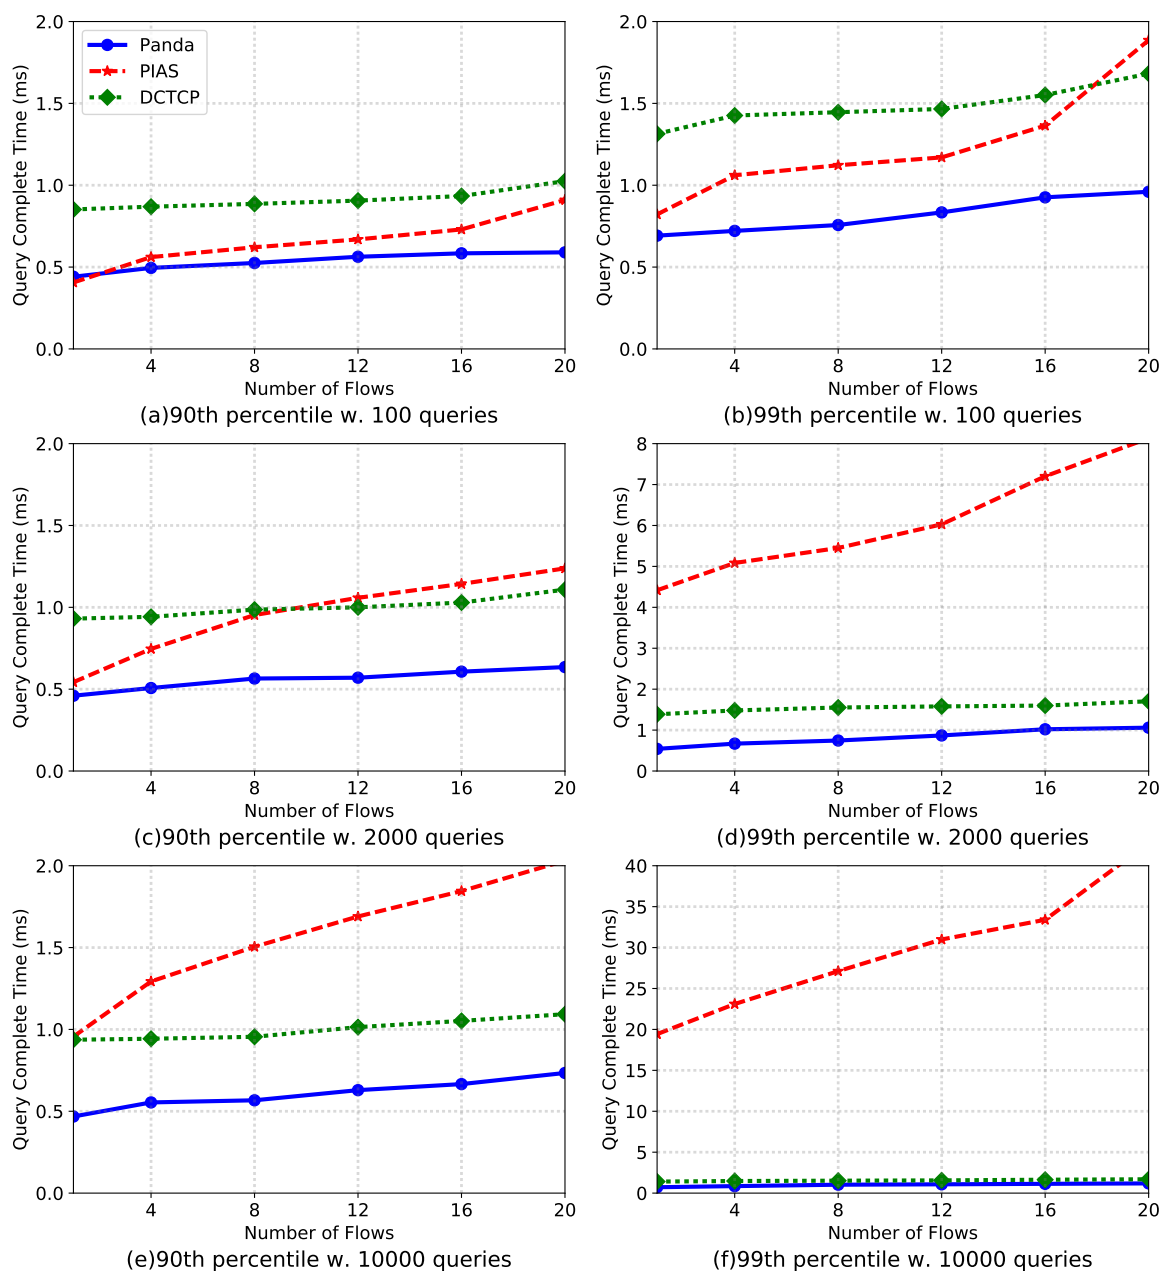 2.0
1.5
1.0
0.5
0.0
Query Complete Time (ms)
Panda
PIAS
DCTCP
4 8 12 16 20
Number of Flows
(a)90th percentile w. 100 queries
2.0
1.5
1.0
0.5
0.0
Query Complete Time (ms)
4 8 12 16 20
Number of Flows
(b)99th percentile w. 100 queries
2.0
1.5
1.0
0.5
0.0
Query Complete Time (ms)
4 8 12 16 20
Number of Flows
(c)90th percentile w. 2000 queries
8
7
6
5
4
3
2
1
0
Query Complete Time (ms)
4 8 12 16 20
Number of Flows
(d)99th percentile w. 2000 queries
2.0
1.5
1.0
0.5
0.0
Query Complete Time (ms)
4 8 12 16 20
Number of Flows
(e)90th percentile w. 10000 queries
40
35
30
25
20
15
10
5
0
Query Complete Time (ms)
4 8 12 16 20
Number of Flows
(f)99th percentile w. 10000 queries